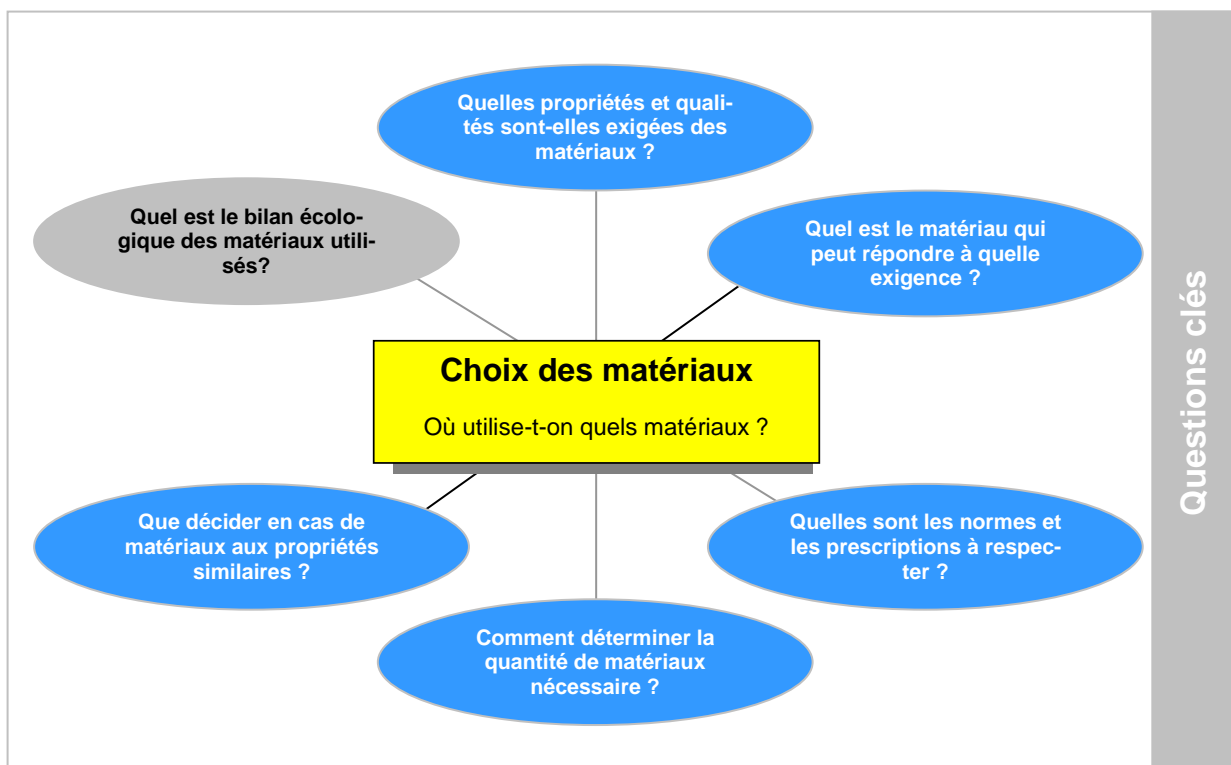 Quelles propriétés et quali-
tés sont-elles exigées des
matériaux ?
Quel est le bilan écolo-
gique des matériaux utili-
sés?
Quel est le matériau qui
peut répondre à quelle
exigence ?
Choix des matériaux
Où utilise-t-on quels matériaux ?
Que décider en cas de
matériaux aux propriétés
similaires ?
Quelles sont les normes et
les prescriptions à respec-
ter ?
Comment déterminer la
quantité de matériaux
nécessaire ?
Questions clés